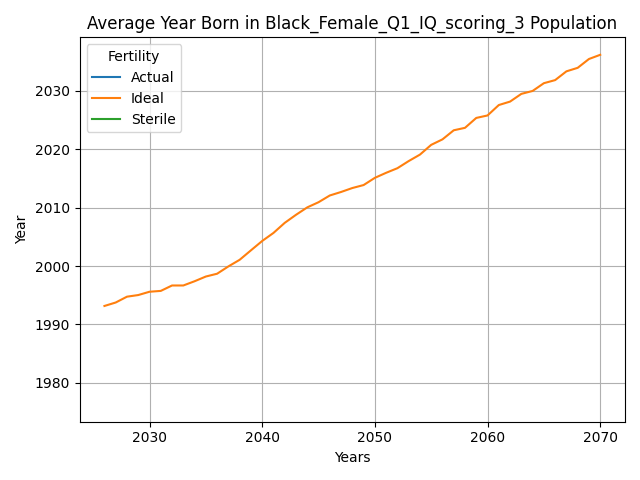 Average Year Born in Black_Female_Q1_IQ_scoring_3 Population
Fertility
Actual
Ideal
Sterile
Year
2030
2020
2010
2000
1990
1980
2030 2040 2050 2060 2070
Years